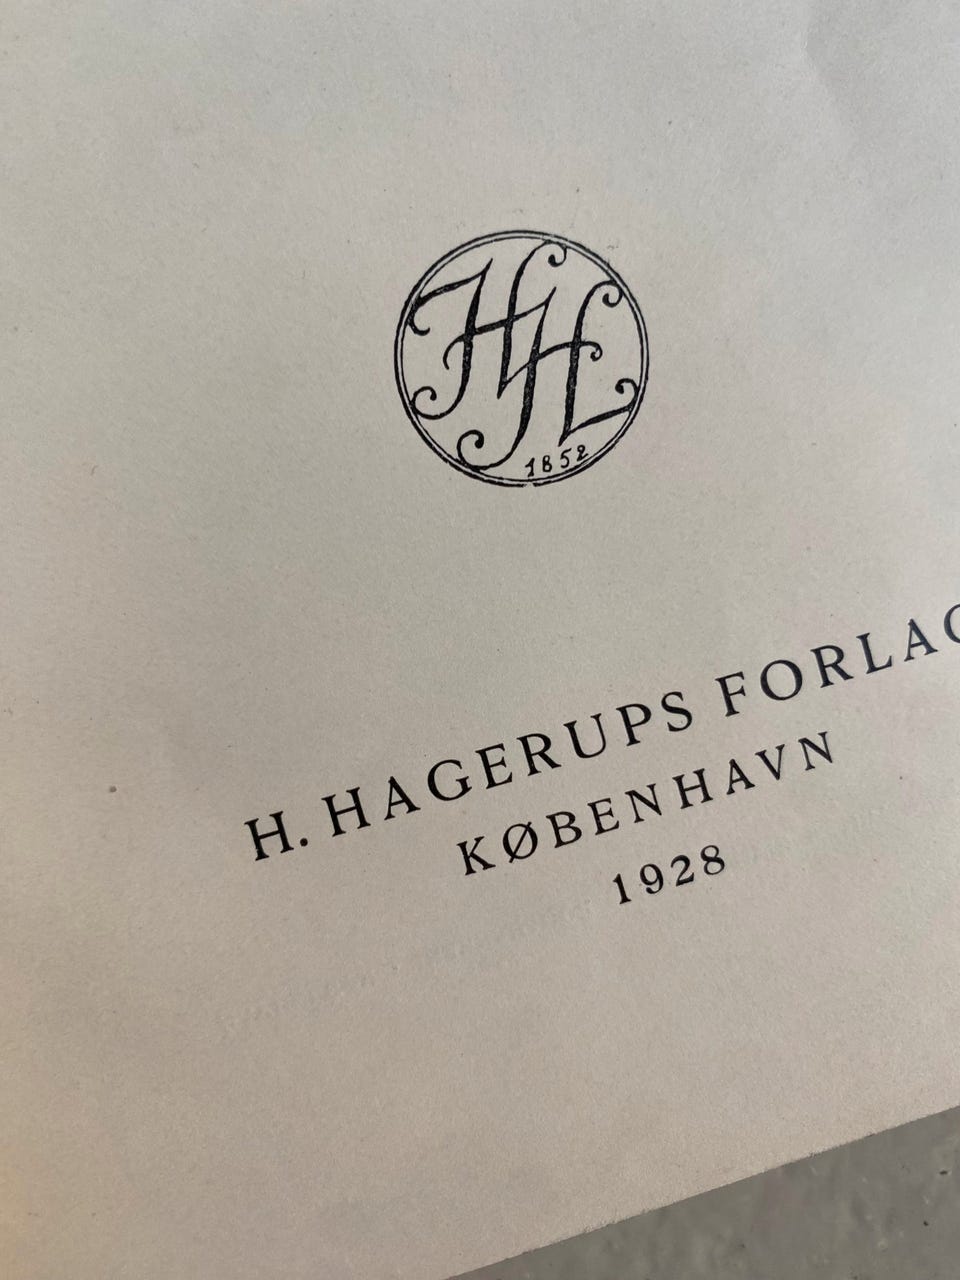 HH
1852
H. HAGERUPS FORLAG
KØBENHAVN
1928